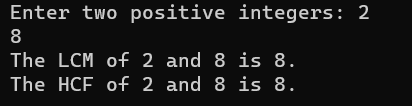 Enter two positive integers: 2
8
The LCM of 2 and 8 is 8.
The HCF of 2 and 8 is 8.